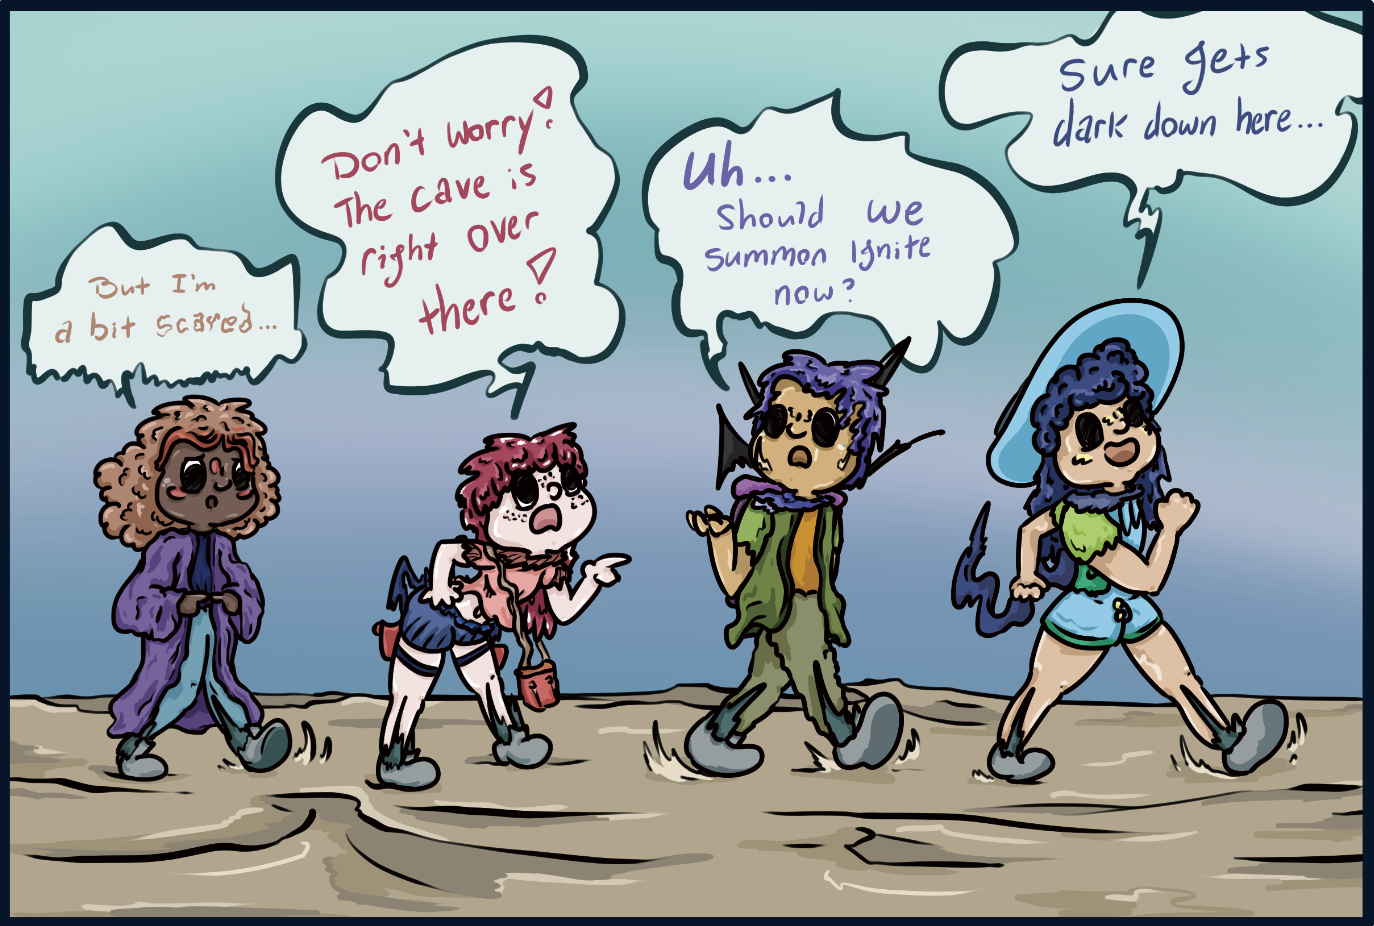 But I'm
a bit scared...
Don't worry!
The cave is
right over
there!
Uh...
Should we
summon Ignite
now?
Sure gets
dark down here...